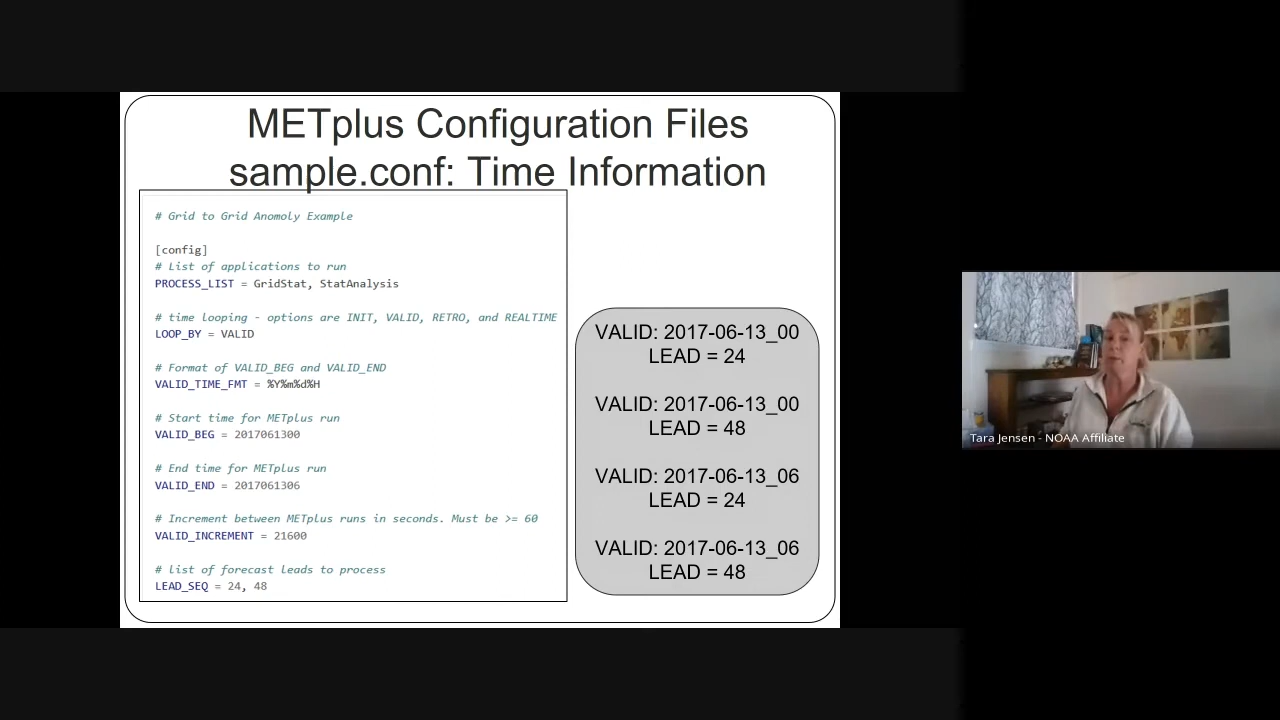 METplus Configuration Files
sample.conf: Time Information
# Grid to Grid Anomoly Example
[config]
# List of applications to run
PROCESS_LIST = GridStat, StatAnalysis
# time looping - options are INIT, VALID, RETRO, and REALTIME
LOOP_BY = VALID
# Format of VALID_BEG and VALID_END
VALID_TIME_FMT = %Y%m%d%H
# Start time for METplus run
VALID_BEG = 2017061300
# End time for METplus run
VALID_END = 2017061306
# Increment between METplus runs in seconds. Must be >= 60
VALID_INCREMENT = 21600
# list of forecast leads to process
LEAD_SEQ = 24, 48
VALID: 2017-06-13_00
LEAD = 24
VALID: 2017-06-13_00
LEAD = 48
VALID: 2017-06-13_06
LEAD = 24
VALID: 2017-06-13_06
LEAD = 48
Tara Jensen - NOAA Affiliate